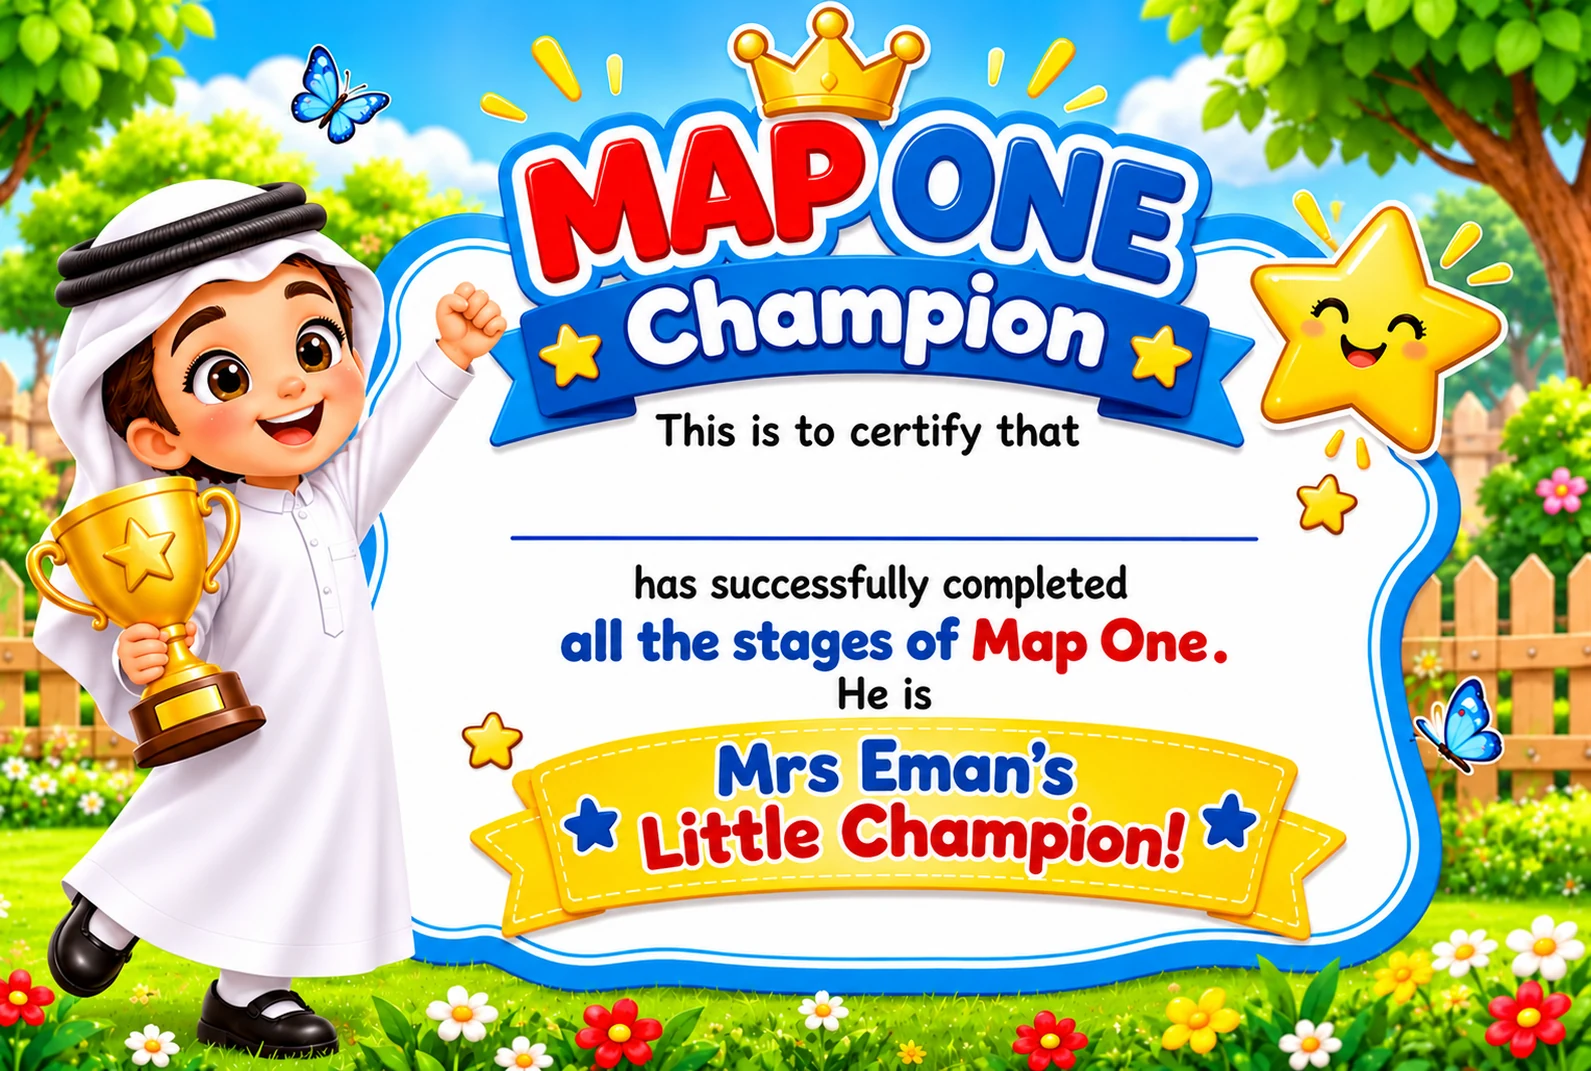 MAP ONE
Champion
This is to certify that
has successfully completed
all the stages of Map One.
He is
Mrs Eman’s
Little Champion!